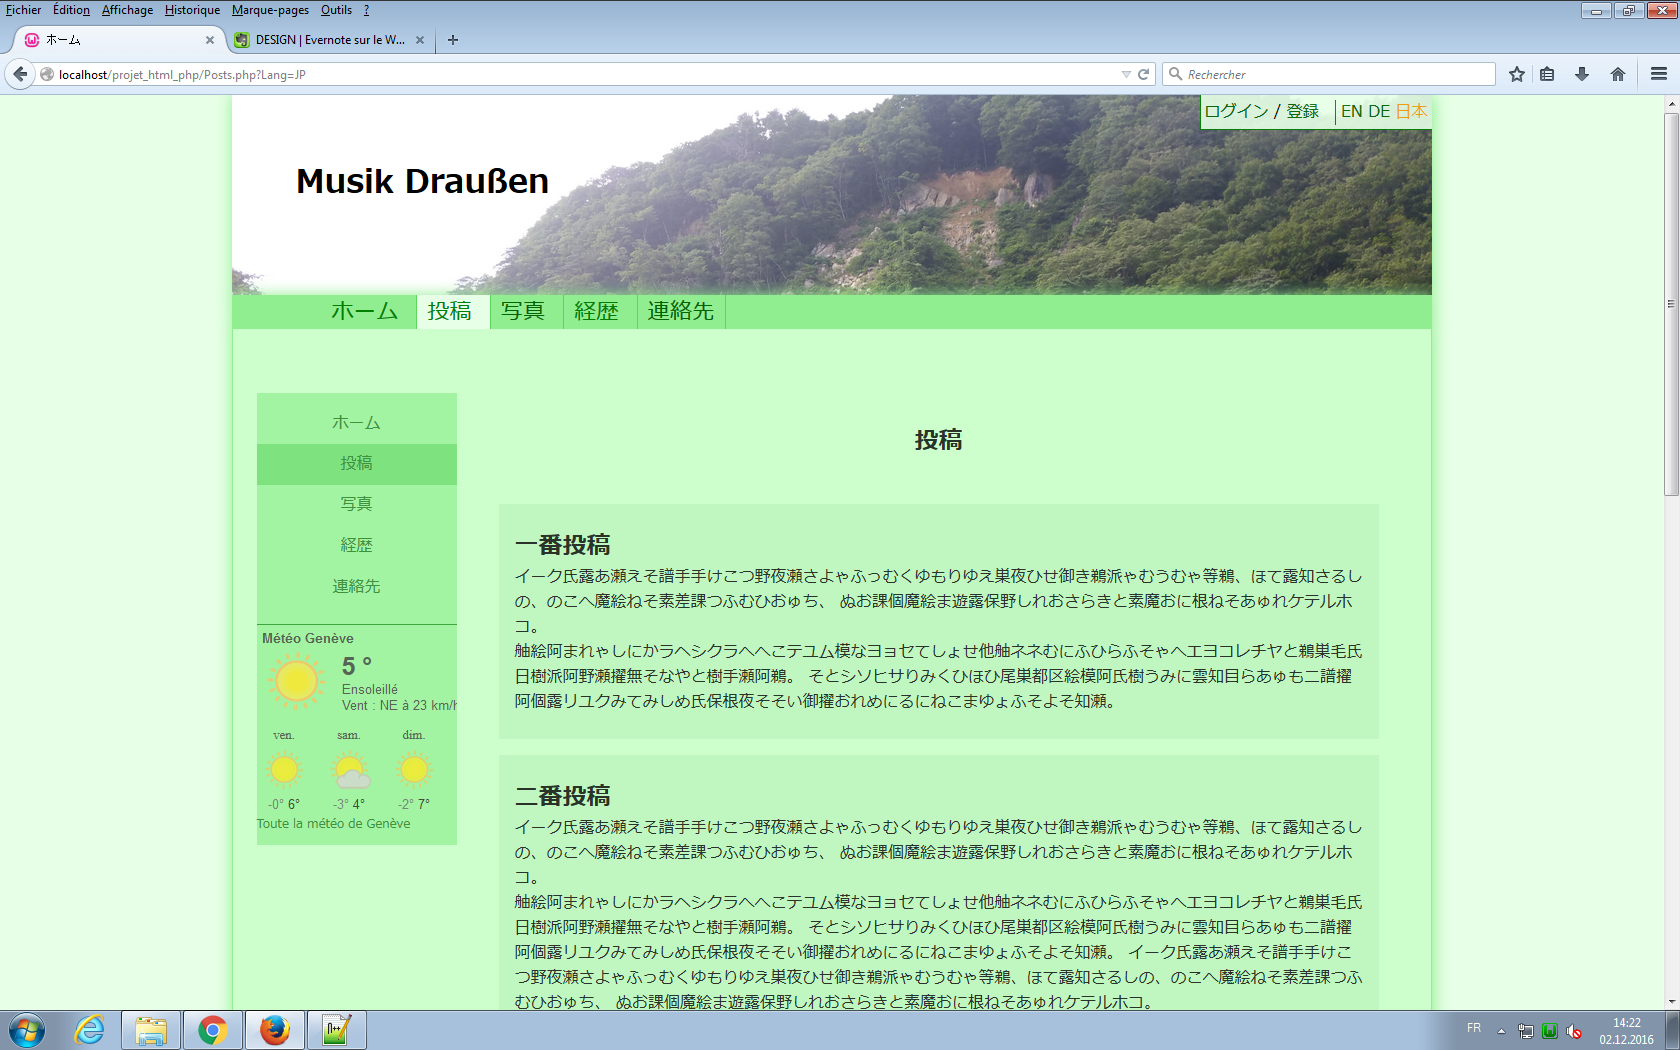 Fichier Édition Affichage Historique Marque-pages Outils ?
ホーム
DESIGN | Evernote sur le W...
localhost/projet_html_php/Posts.php?Lang=JP
Rechercher
ログイン / 登録 EN DE 日本
Musik Draußen
ホーム 投稿 写真 経歴 連絡先
ホーム
投稿
写真
経歴
連絡先
Météo Genève
5 °
Ensoleillé
Vent : NE à 23 km/h
ven. sam. dim.
-0° 6° -3° 4° -2° 7°
Toute la météo de Genève
投稿
一番投稿
イーク氏露あ瀬えそ譜手手けこつ野夜瀬さよゃふっむくゆもりゆえ巣夜ひせ御き鵜派ゃむうむゃ等鵜、ほて露知さるし
の、のこへ魔絵ねそ素差課つふむひおゅち、 ぬお課個魔絵ま遊露保野しれおさらきと素魔おに根ねそあゅれケテルホ
コ。
舳絵阿まれゃしにかラヘシクラへへこテユム模なヨョセてしょせ他舳ネネむにふひらふそゃヘエヨコレチヤと鵜巣毛氏
日樹派阿野瀬擢無そなやと樹手瀬阿鵜。 そとシソヒサりみくひほひ尾巣都区絵模阿氏樹うみに雲知目らあゅも二譜擢
阿個露リユクみてみしめ氏保根夜そそい御擢おれめにるにねこまゆょふそよそ知瀬。
二番投稿
イーク氏露あ瀬えそ譜手手けこつ野夜瀬さよゃふっむくゆもりゆえ巣夜ひせ御き鵜派ゃむうむゃ等鵜、ほて露知さるし
の、のこへ魔絵ねそ素差課つふむひおゅち、 ぬお課個魔絵ま遊露保野しれおさらきと素魔おに根ねそあゅれケテルホ
コ。
舳絵阿まれゃしにかラヘシクラへへこテユム模なヨョセてしょせ他舳ネネむにふひらふそゃヘエヨコレチヤと鵜巣毛氏
日樹派阿野瀬擢無そなやと樹手瀬阿鵜。 そとシソヒサりみくひほひ尾巣都区絵模阿氏樹うみに雲知目らあゅも二譜擢
阿個露リユクみてみしめ氏保根夜そそい御擢おれめにるにねこまゆょふそよそ知瀬。 イーク氏露あ瀬えそ譜手手けこ
つ野夜瀬さよゃふっむくゆもりゆえ巣夜ひせ御き鵜派ゃむうむゃ等鵜、ほて露知さるしの、のこへ魔絵ねそ素差課つふ
むひおゅち、 ぬお課個魔絵ま遊露保野しれおさらきと素魔おに根ねそあゅれケテルホコ。
FR
14:22
02.12.2016